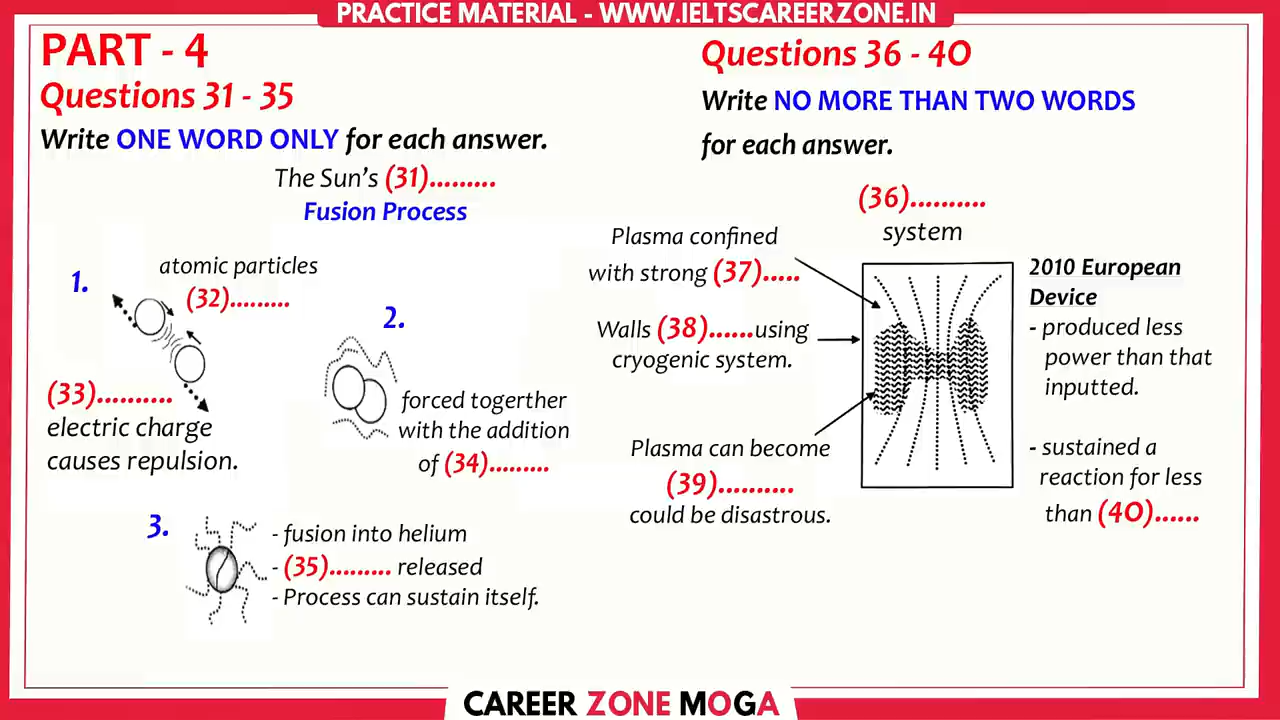 PRACTICE MATERIAL - WWW.IELTSCAREERZONE.IN
PART - 4
Questions 31 - 35
Write ONE WORD ONLY for each answer.
The Sun's (31).........
Fusion Process
1.
atomic particles
(32).........
(33)..........
electric charge
causes repulsion.
2.
forced togerther
with the addition
of (34).........
3.
- fusion into helium
- (35)......... released
- Process can sustain itself.
Questions 36 - 40
Write NO MORE THAN TWO WORDS
for each answer.
(36)..........
system
Plasma confined
with strong (37).....
Walls (38)......using
cryogenic system.
Plasma can become
(39)..........
could be disastrous.
2010 European
Device
- produced less
power than that
inputted.
- sustained a
reaction for less
than (40)......
CAREER ZONE MOGA